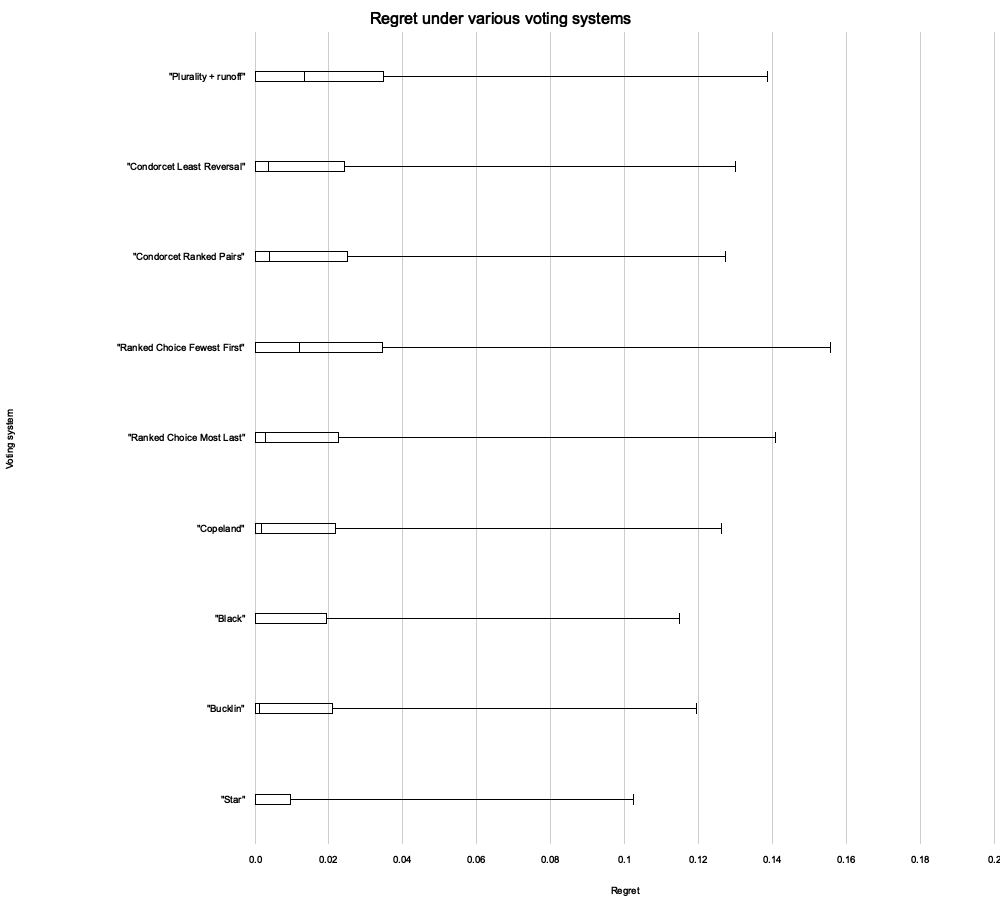 Regret under various voting systems
"Plurality + runoff"
"Condorcet Least Reversal"
"Condorcet Ranked Pairs"
"Ranked Choice Fewest First"
"Ranked Choice Most Last"
"Copeland"
"Black"
"Bucklin"
"Star"
Voting system
0.0 0.02 0.04 0.06 0.08 0.1 0.12 0.14 0.16 0.18 0.2
Regret